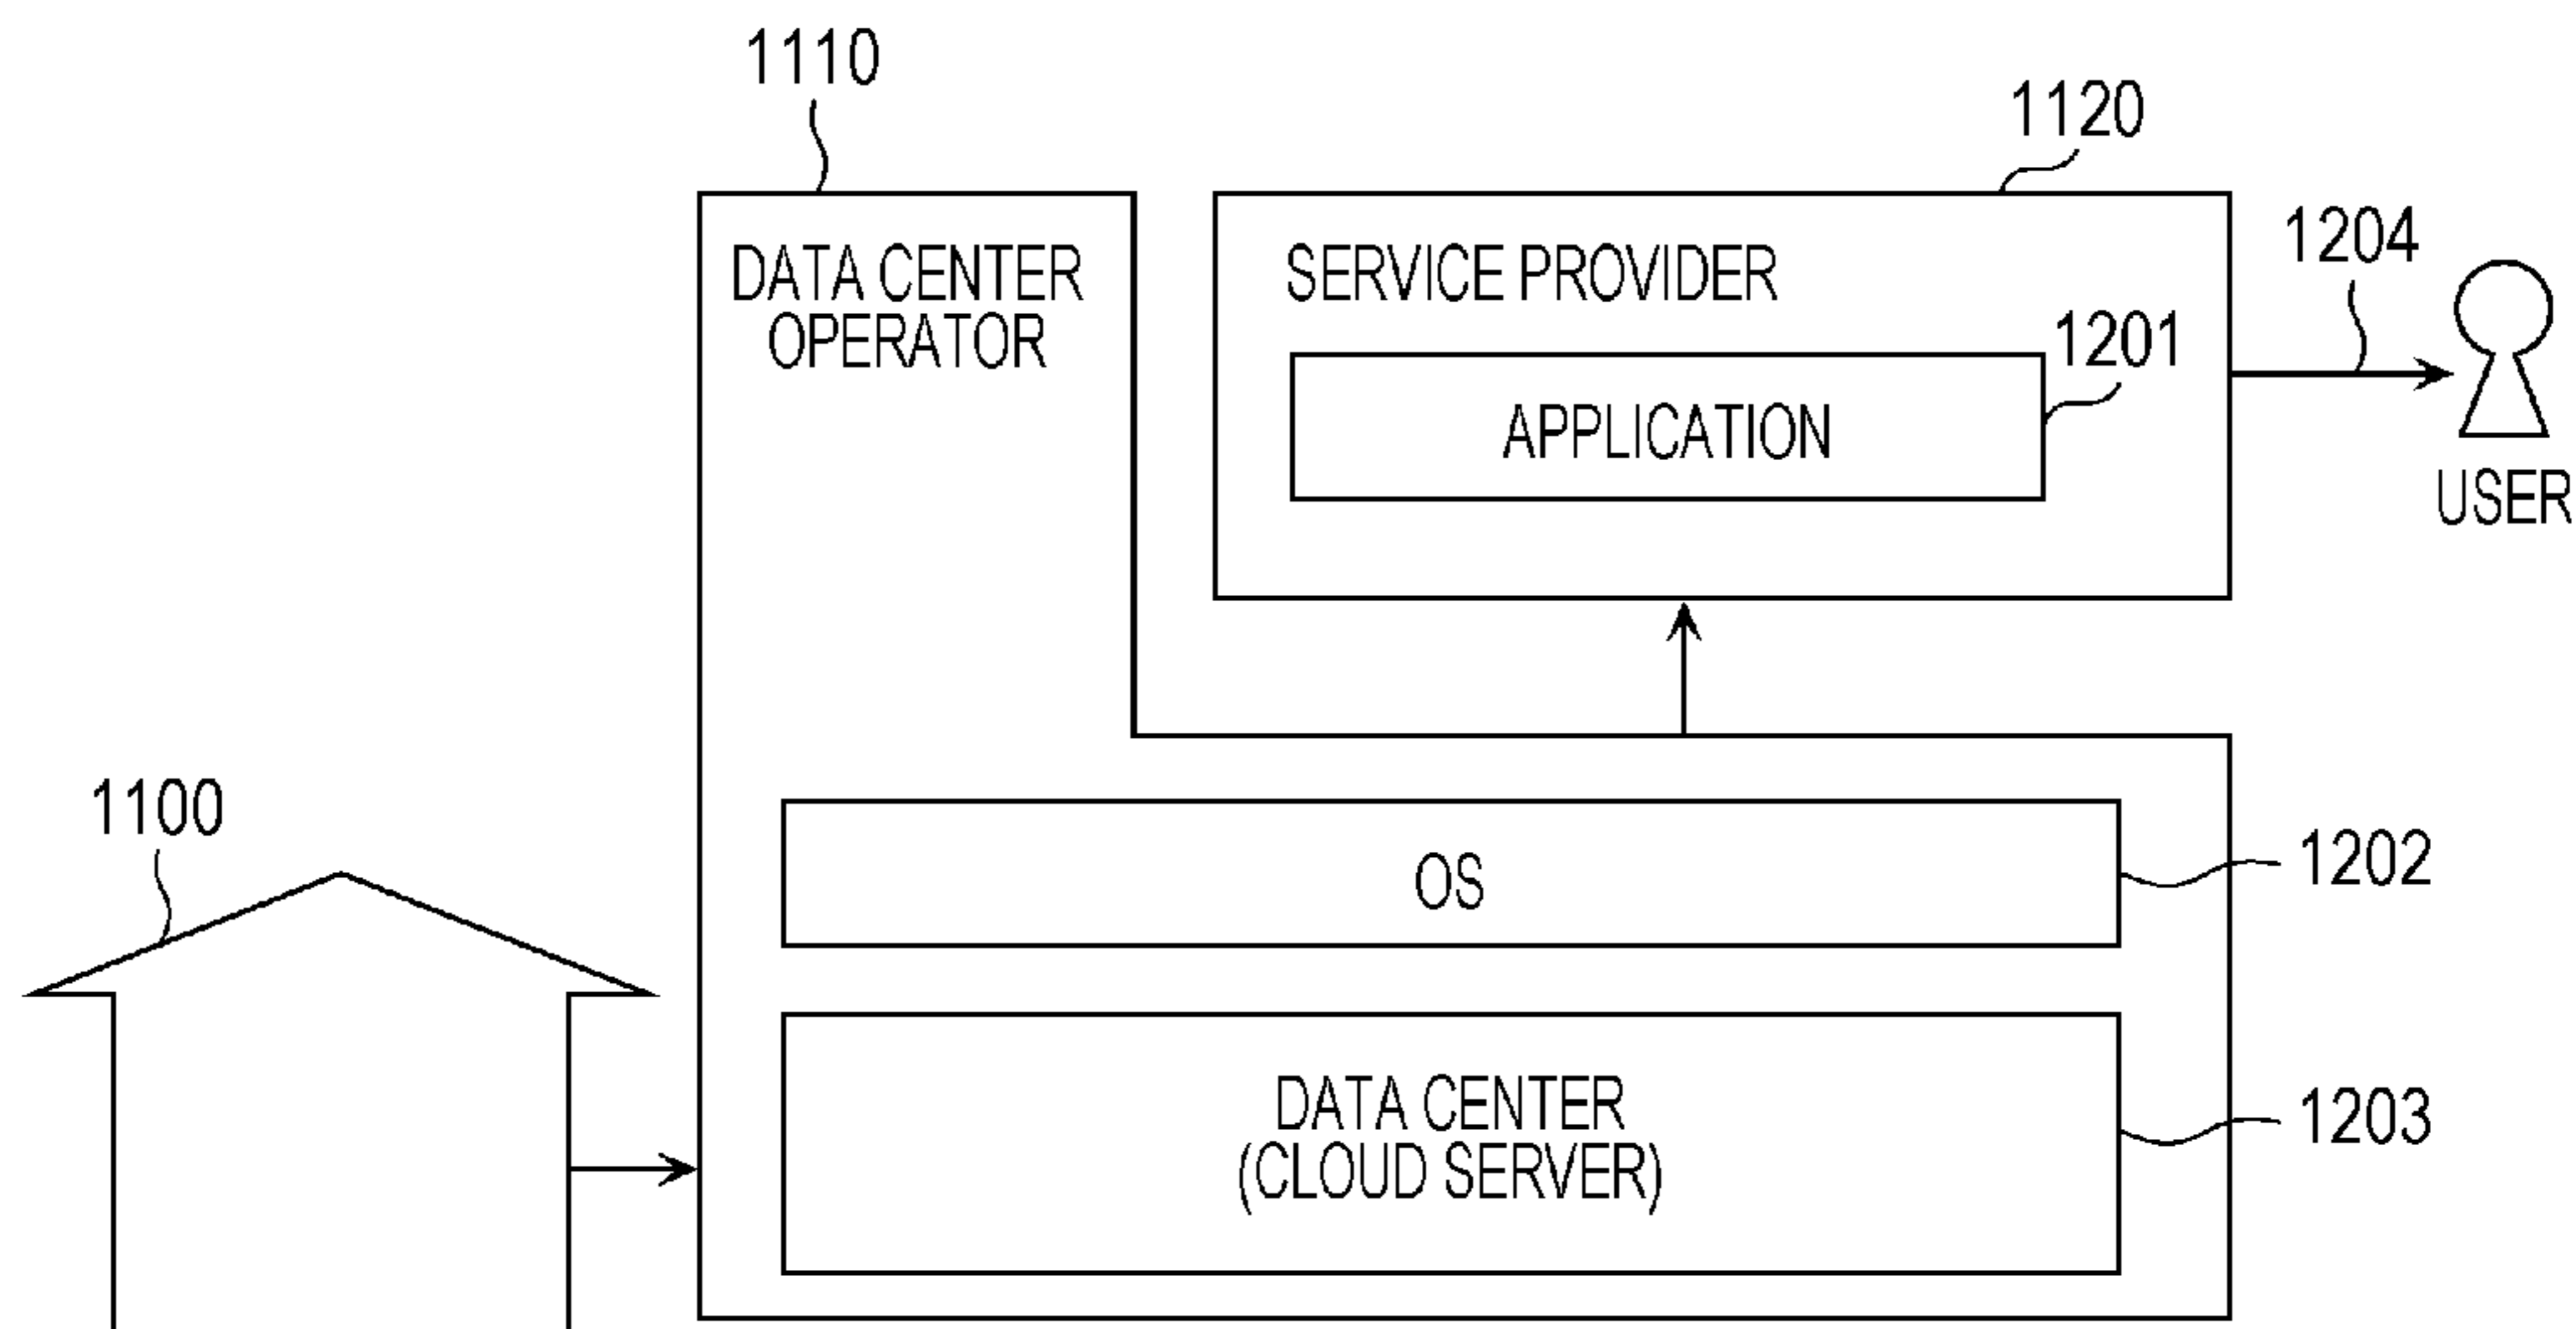 1110
1120
DATA CENTER
OPERATOR
SERVICE PROVIDER
1204
1201
APPLICATION
USER
1100
OS
1202
DATA CENTER
(CLOUD SERVER)
1203